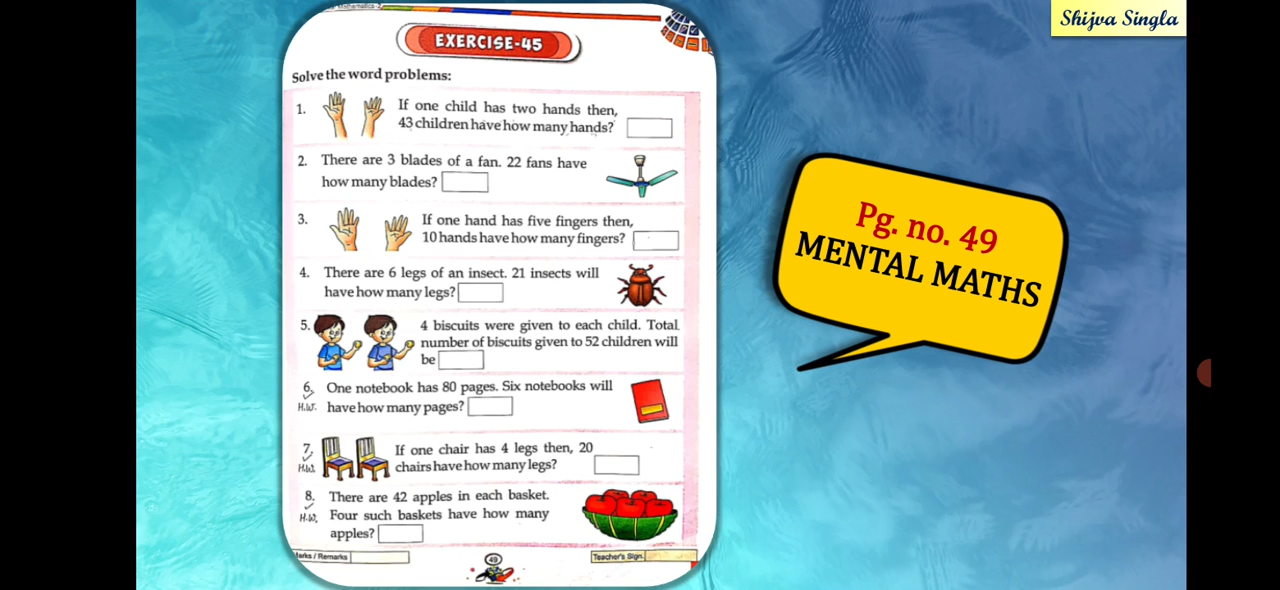 Mathematics-2
Shijva Singla
EXERCISE-45
Solve the word problems:
1. If one child has two hands then,
43 children have how many hands?
2. There are 3 blades of a fan. 22 fans have
how many blades?
3. If one hand has five fingers then,
10 hands have how many fingers?
4. There are 6 legs of an insect. 21 insects will
have how many legs?
5. 4 biscuits were given to each child. Total
number of biscuits given to 52 children will
be
6. One notebook has 80 pages. Six notebooks will
H.W. have how many pages?
7. If one chair has 4 legs then, 20
H.W. chairs have how many legs?
8. There are 42 apples in each basket.
H.W. Four such baskets have how many
apples?
Marks / Remarks
49
Teacher's Sign.
Pg. no. 49
MENTAL MATHS